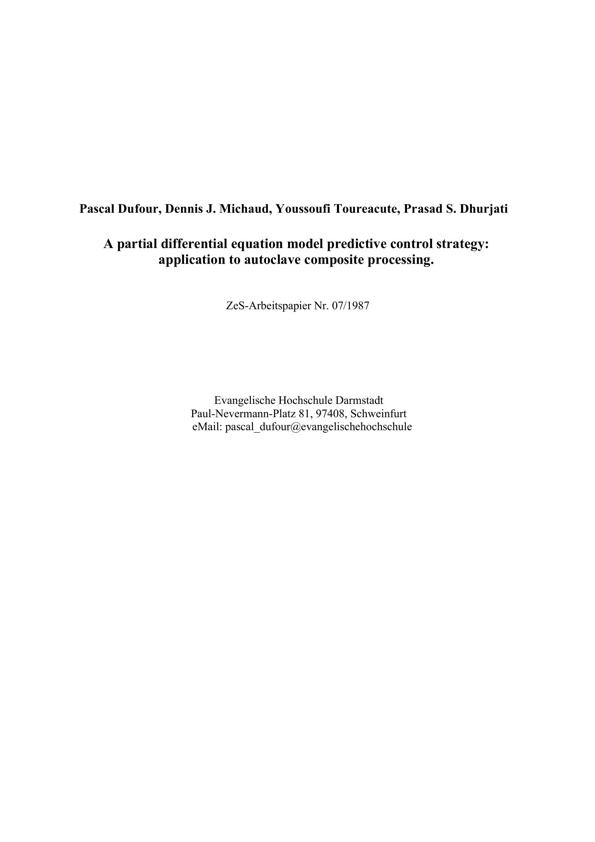 Pascal Dufour, Dennis J. Michaud, Youssoufi Toureacute, Prasad S. Dhurjati
A partial differential equation model predictive control strategy:
application to autoclave composite processing.
ZeS-Arbeitspapier Nr. 07/1987
Evangelische Hochschule Darmstadt
Paul-Nevermann-Platz 81, 97408, Schweinfurt
eMail: pascal_dufour@evangelischehochschule